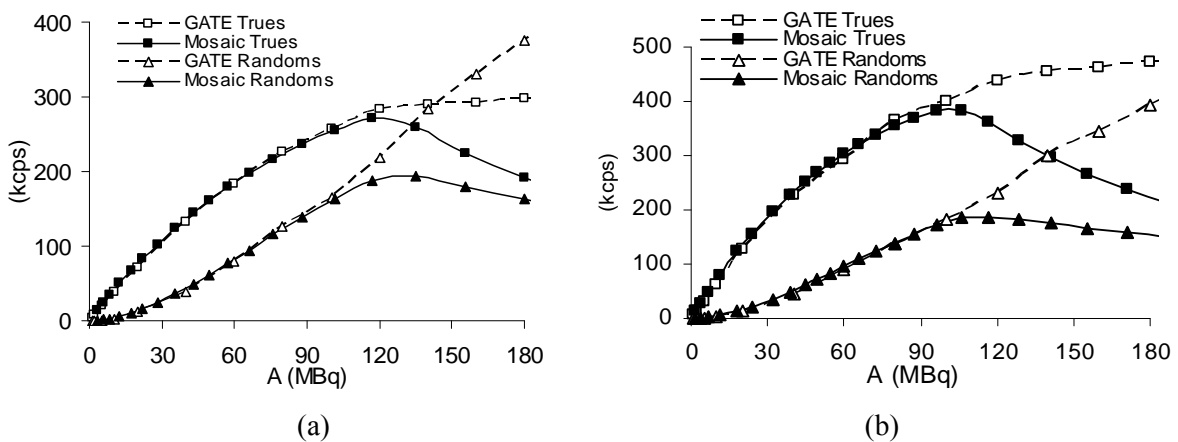 GATE Trues
Mosaic Trues
GATE Randoms
Mosaic Randoms
400
300
200
100
0
(kcps)
0 30 60 90 120 150 180
A (MBq)
(a)
GATE Trues
Mosaic Trues
GATE Randoms
Mosaic Randoms
500
400
300
200
100
0
(kcps)
0 30 60 90 120 150 180
A (MBq)
(b)